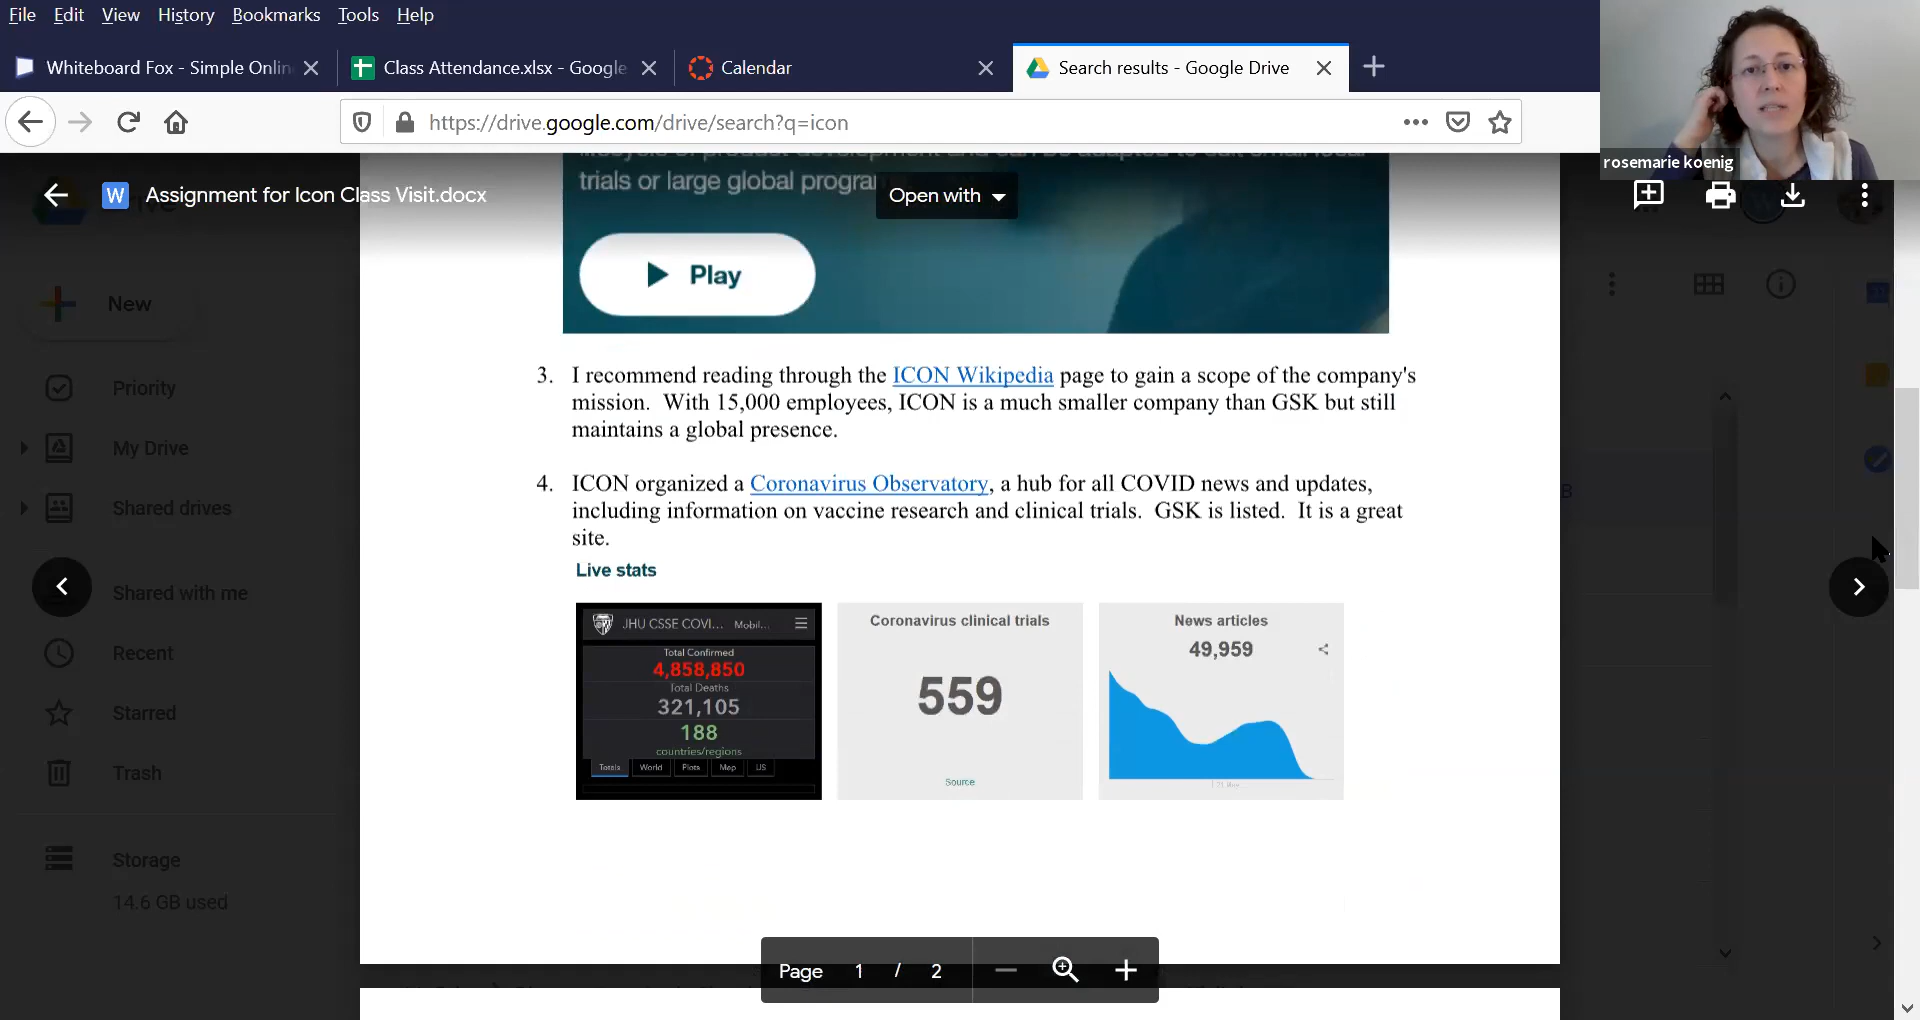 File Edit View History Bookmarks Tools Help
Whiteboard Fox - Simple Onlin
Class Attendance.xlsx - Google
Calendar
Search results - Google Drive
https://drive.google.com/drive/search?q=icon
rosemarie koenig
Assignment for Icon Class Visit.docx
Open with
trials or large global progra
Play
New
Priority
My Drive
Shared drives
Shared with me
Recent
Starred
Trash
Storage
14.6 GB used
3. I recommend reading through the ICON Wikipedia page to gain a scope of the company's
mission. With 15,000 employees, ICON is a much smaller company than GSK but still
maintains a global presence.
4. ICON organized a Coronavirus Observatory, a hub for all COVID news and updates,
including information on vaccine research and clinical trials. GSK is listed. It is a great
site.
Live stats
JHU CSSE COVI... Mobil...
Total Confirmed
4,858,850
Total Deaths
321,105
188
countries/regions
Totals World Plots Map US
Coronavirus clinical trials
559
Source
News articles
49,959
Page 1 / 2